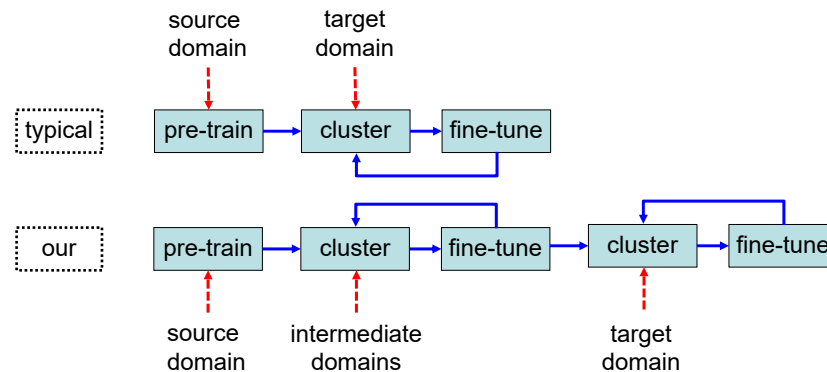 source
domain
target
domain
typical
pre-train
cluster
fine-tune
our
pre-train
cluster
fine-tune
cluster
fine-tune
source
domain
intermediate
domains
target
domain